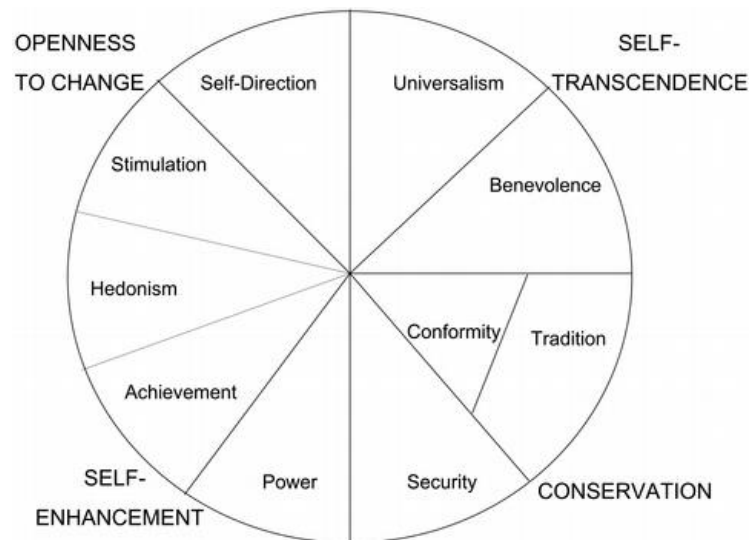 OPENNESS
TO CHANGE
SELF-
TRANSCENDENCE
Self-Direction
Universalism
Stimulation
Benevolence
Hedonism
Conformity
Tradition
Achievement
Power
Security
SELF-
ENHANCEMENT
CONSERVATION